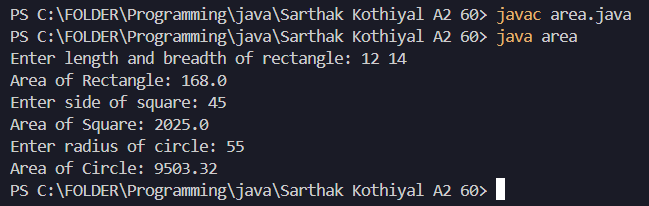 PS C:\FOLDER\Programming\java\Sarthak Kothiyal A2 60> javac area.java
PS C:\FOLDER\Programming\java\Sarthak Kothiyal A2 60> java area
Enter length and breadth of rectangle: 12 14
Area of Rectangle: 168.0
Enter side of square: 45
Area of Square: 2025.0
Enter radius of circle: 55
Area of Circle: 9503.32
PS C:\FOLDER\Programming\java\Sarthak Kothiyal A2 60>